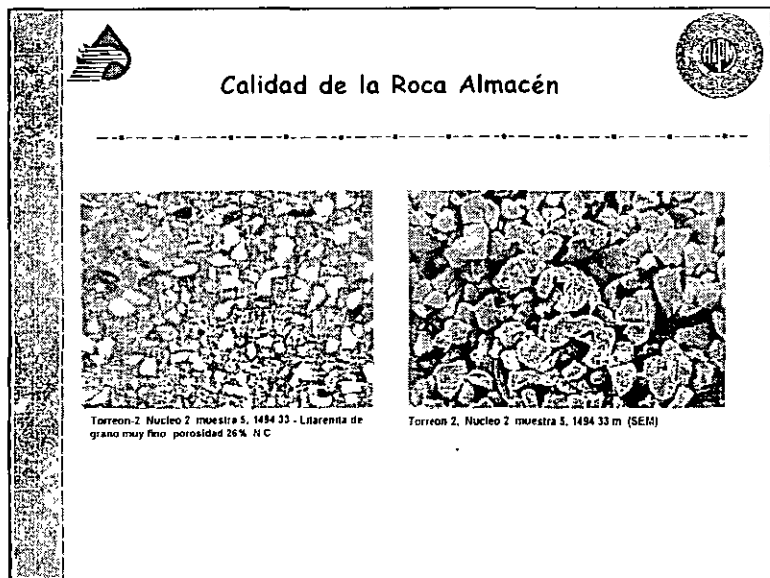 Calidad de la Roca Almacén
Torreon-2 Nucleo 2 muestra 5, 1494 33 - Litarenita de
grano muy fino porosidad 26% N C
Torreon 2, Nucleo 2 muestra 5, 1494 33 m (SEM)